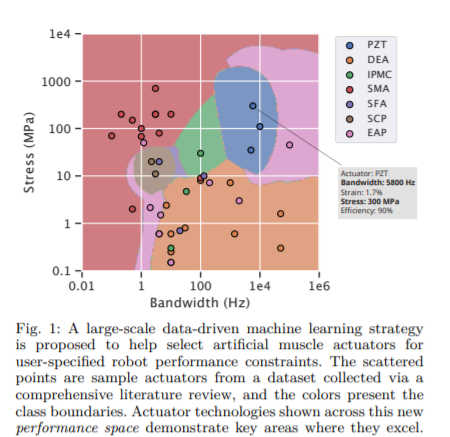 1e4
1000
100
10
1
0.1
Stress (MPa)
0.01
1
100
1e4
1e6
Bandwidth (Hz)
PZT
DEA
IPMC
SMA
SFA
SCP
EAP
Actuator: PZT
Bandwidth: 5800 Hz
Strain: 1.7%
Stress: 300 MPa
Efficiency: 90%
Fig. 1: A large-scale data-driven machine learning strategy
is proposed to help select artificial muscle actuators for
user-specified robot performance constraints. The scattered
points are sample actuators from a dataset collected via a
comprehensive literature review, and the colors present the
class boundaries. Actuator technologies shown across this new
performance space demonstrate key areas where they excel.